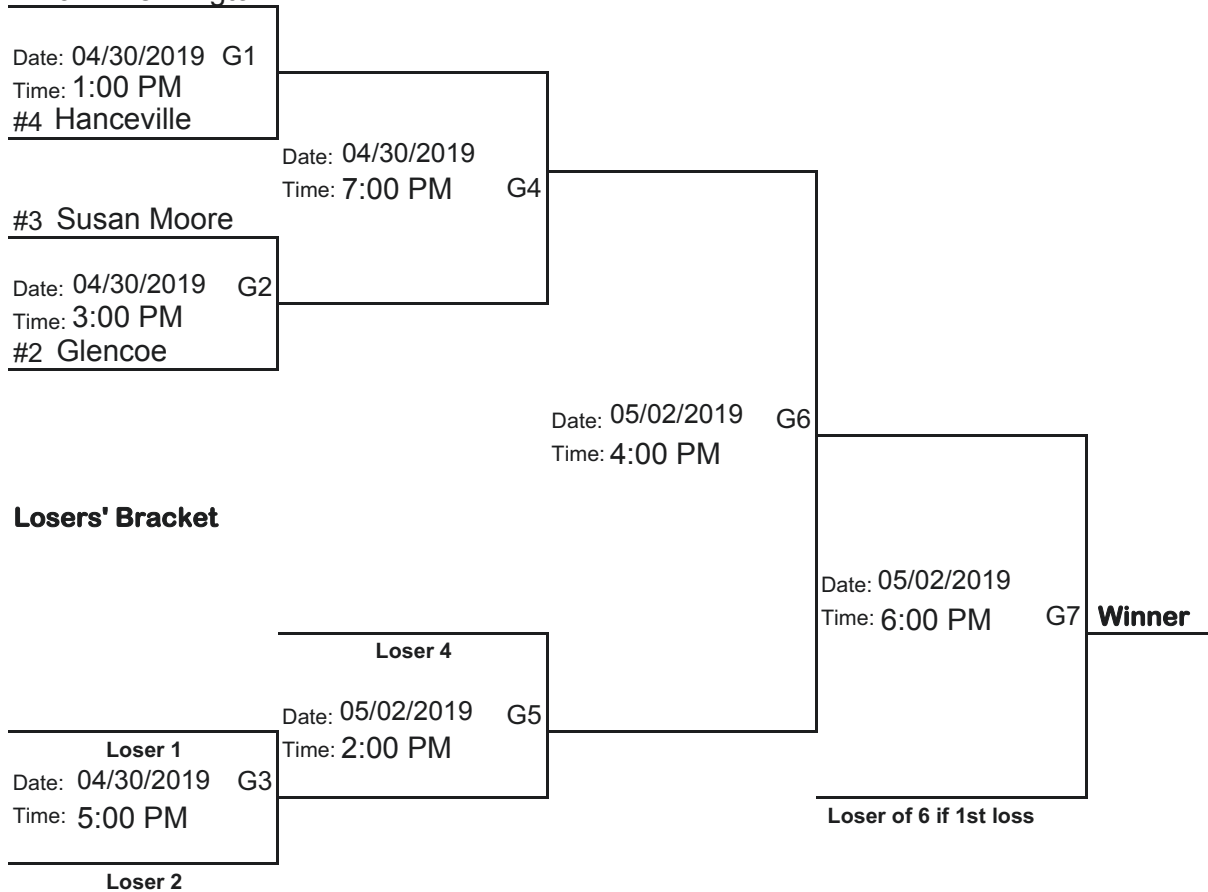 Date: 04/30/2019 G1
Time: 1:00 PM
#4 Hanceville
Date: 04/30/2019
Time: 7:00 PM G4
#3 Susan Moore
Date: 04/30/2019 G2
Time: 3:00 PM
#2 Glencoe
Date: 05/02/2019 G6
Time: 4:00 PM
Losers' Bracket
Date: 05/02/2019
Time: 6:00 PM G7 Winner
Loser 4
Date: 05/02/2019 G5
Time: 2:00 PM
Loser 1
Date: 04/30/2019 G3
Time: 5:00 PM
Loser of 6 if 1st loss
Loser 2